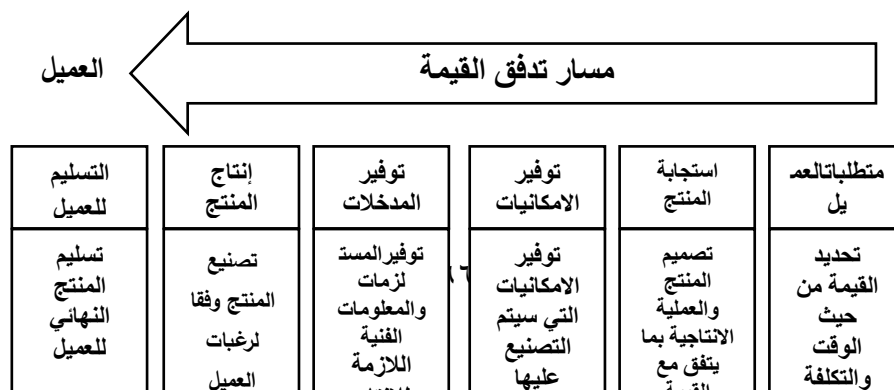 مسار تدفق القيمة
العميل
متطلباتالعم
يل
استجابة
المنتج
توفير
الامكانيات
توفير
المدخلات
إنتاج
المنتج
التسليم
للعميل
تحديد
القيمة من
حيث
الوقت
والتكلفة
تصميم
المنتج
والعملية
الانتاجية بما
يتفق مع
توفير
الامكانيات
التي سيتم
التصنيع
عليها
توفيرالمست
لزمات
والمعلومات
الفنية
اللازمة
تصنيع
المنتج وفقا
لرغبات
العميل
تسليم
المنتج
النهائي
للعميل